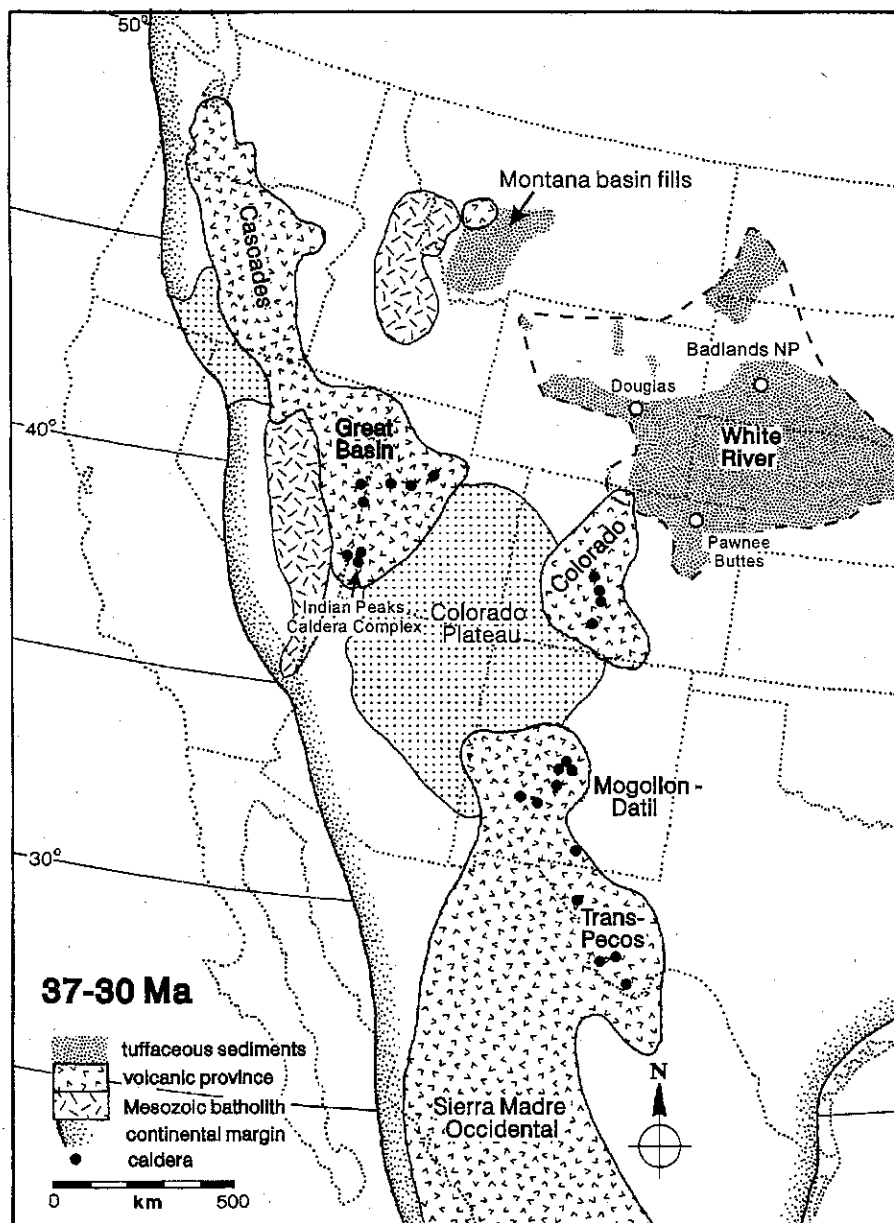 50°
Montana basin fills
Cascades
Badlands NP
Douglas
40°
Great
Basin
White
River
Pawnee
Buttes
Colorado
Indian Peaks
Caldera Complex
Colorado
Plateau
Mogollon -
Datil
30°
Trans-
Pecos
37-30 Ma
tuffaceous sediments
volcanic province
Mesozoic batholith
continental margin
caldera
0 500
km
Sierra Madre
Occidental
N